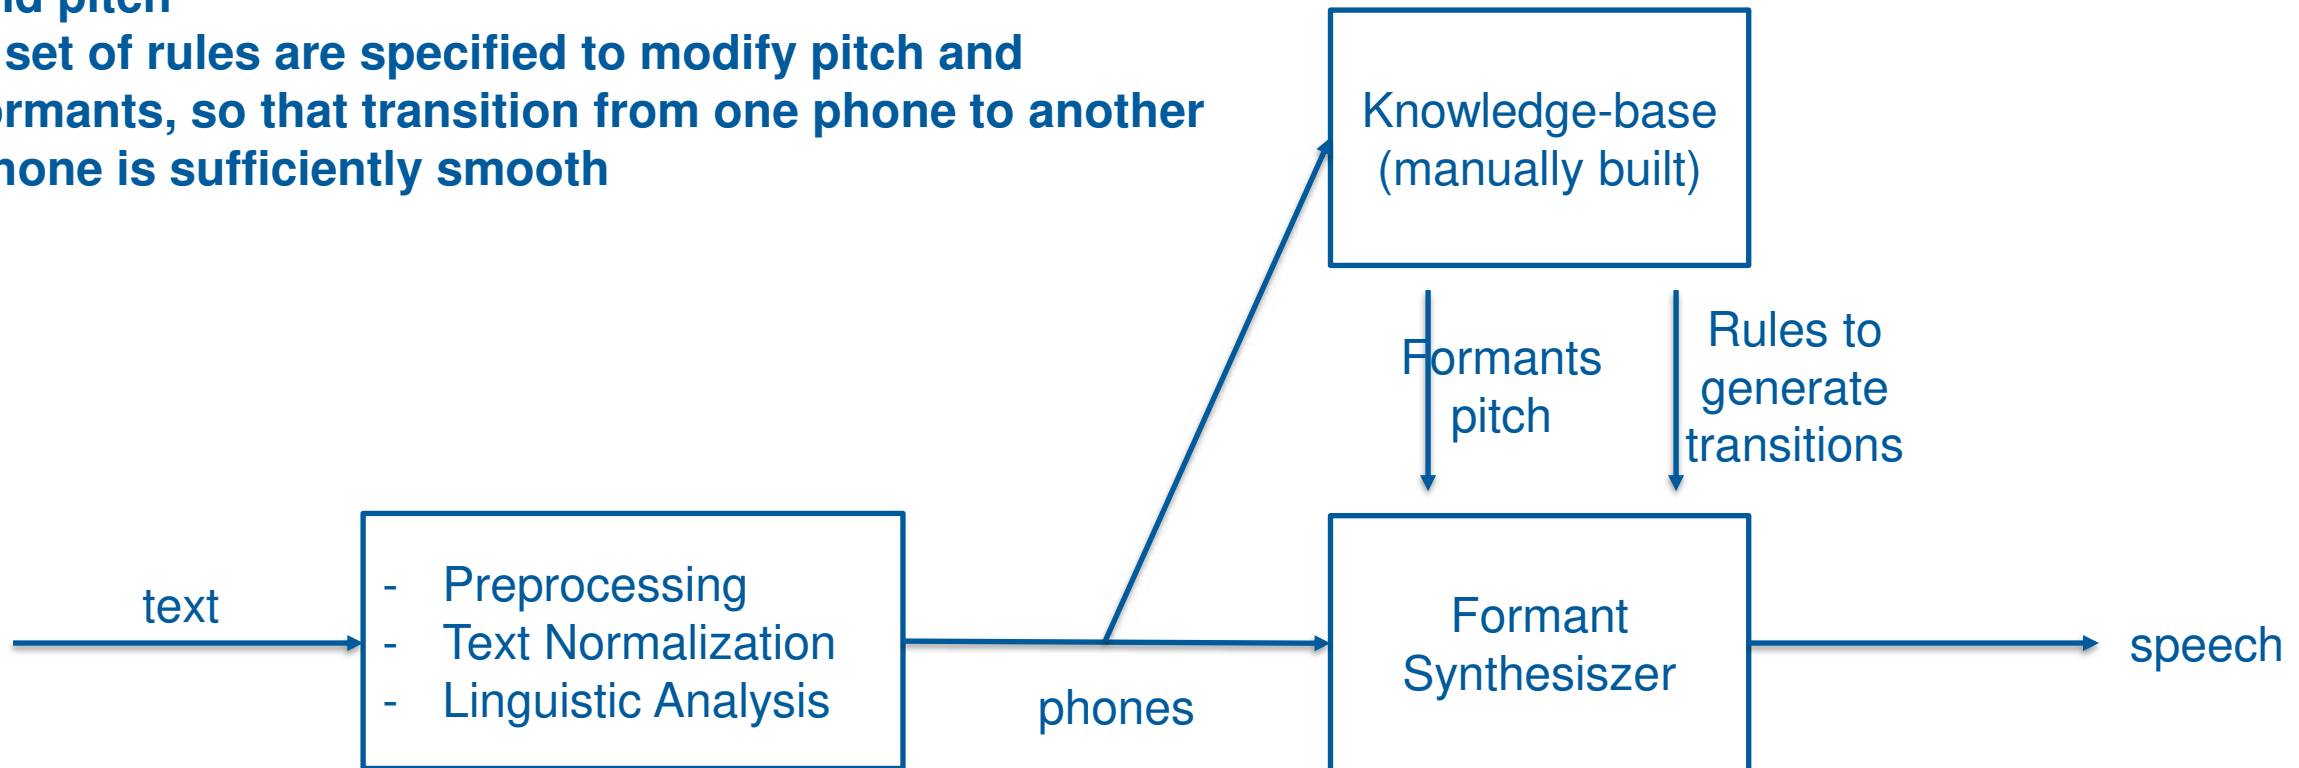 pitch
set of rules are specified to modify pitch and
so that transition from one phone to another
is sufficiently smooth
Knowledge-base
(manually built)
Formants
pitch
Rules to
generate
transitions
text
- Preprocessing
- Text Normalization
- Linguistic Analysis
phones
Formant
Synthesiszer
speech